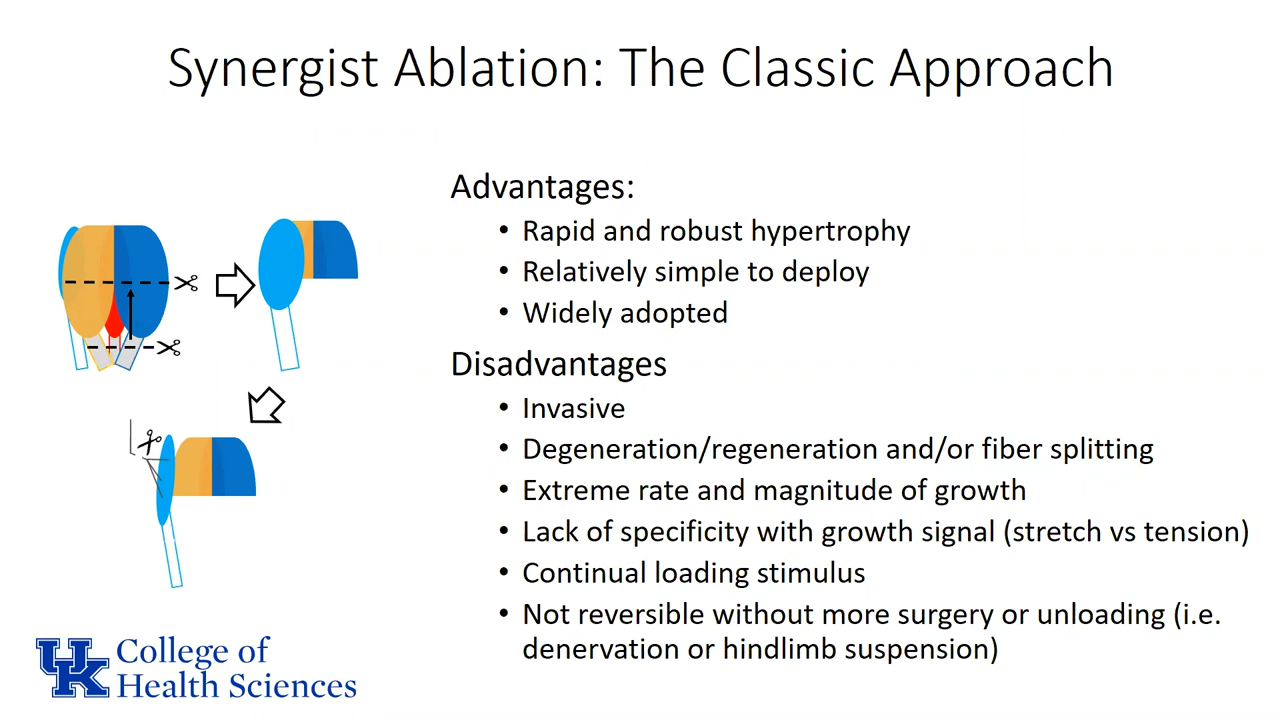 Synergist Ablation: The Classic Approach
Advantages:
• Rapid and robust hypertrophy
• Relatively simple to deploy
• Widely adopted
Disadvantages
• Invasive
• Degeneration/regeneration and/or fiber splitting
• Extreme rate and magnitude of growth
• Lack of specificity with growth signal (stretch vs tension)
• Continual loading stimulus
• Not reversible without more surgery or unloading (i.e.
denervation or hindlimb suspension)
UK
College of
Health Sciences